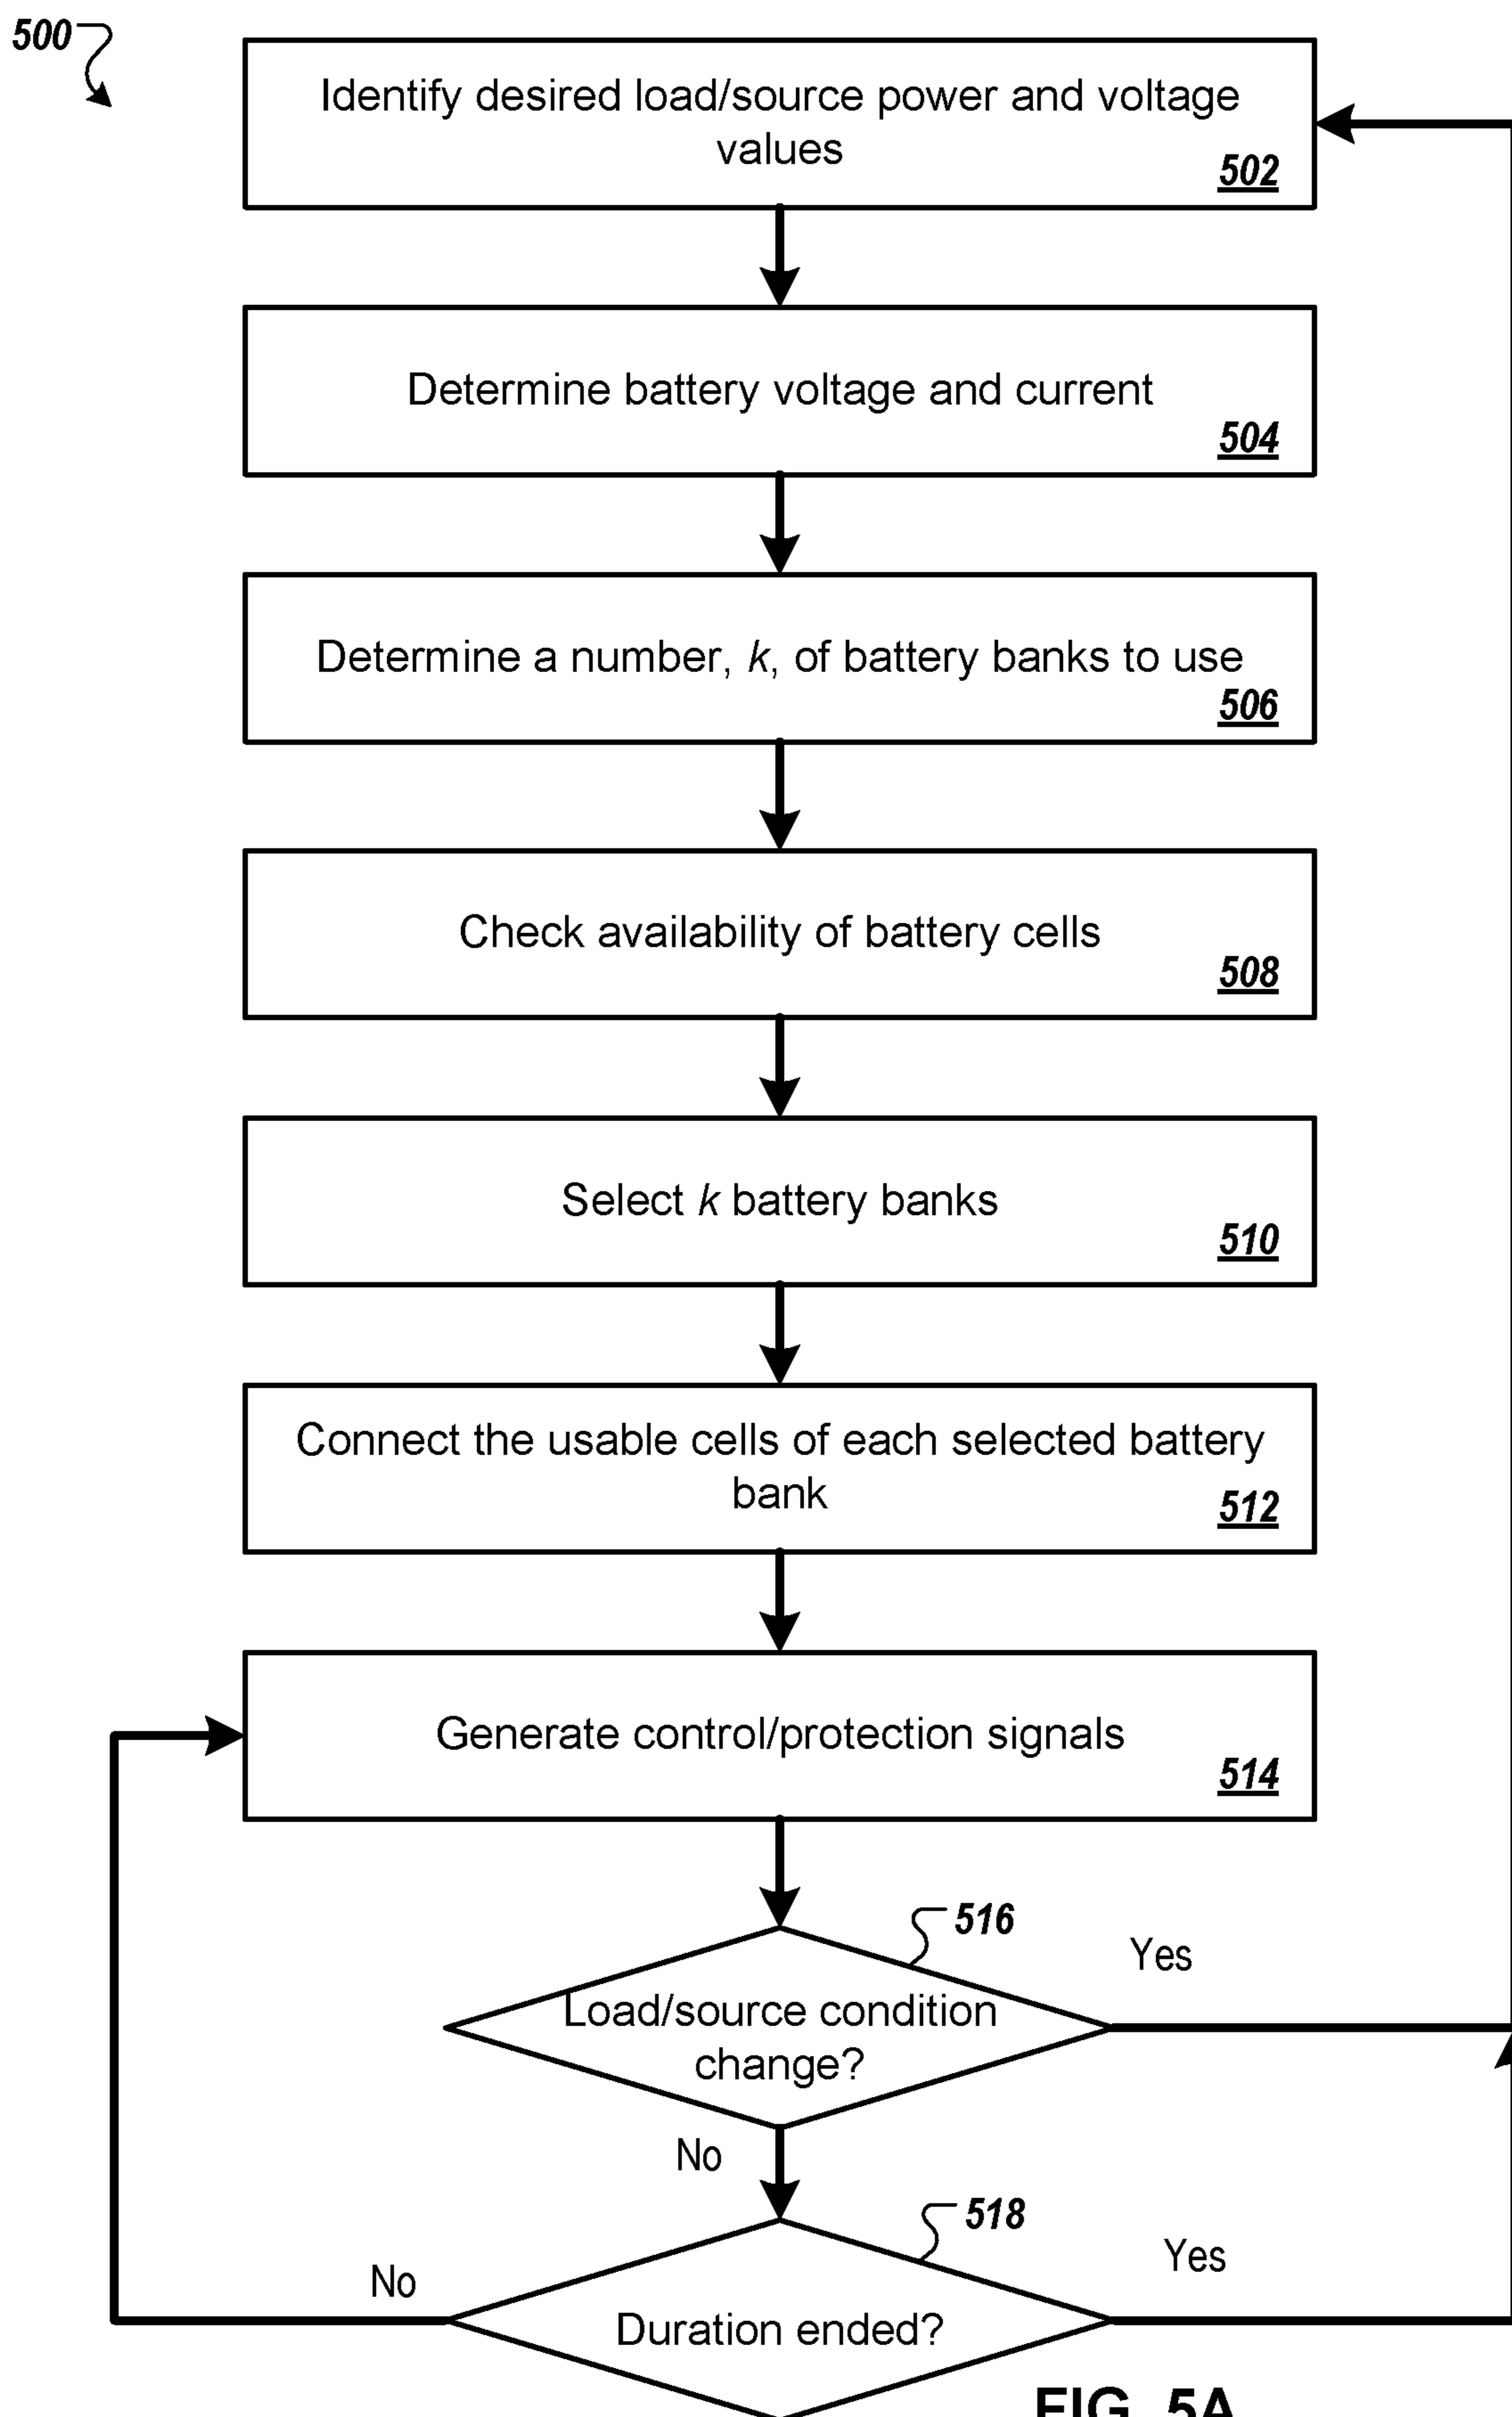 500
Identify desired load/source power and voltage
values
502
Determine battery voltage and current
504
Determine a number, k, of battery banks to use
506
Check availability of battery cells
508
Select k battery banks
510
Connect the usable cells of each selected battery
bank
512
Generate control/protection signals
514
516
Yes
Load/source condition
change?
No
518
Yes
No
Duration ended?
FIG. 5A